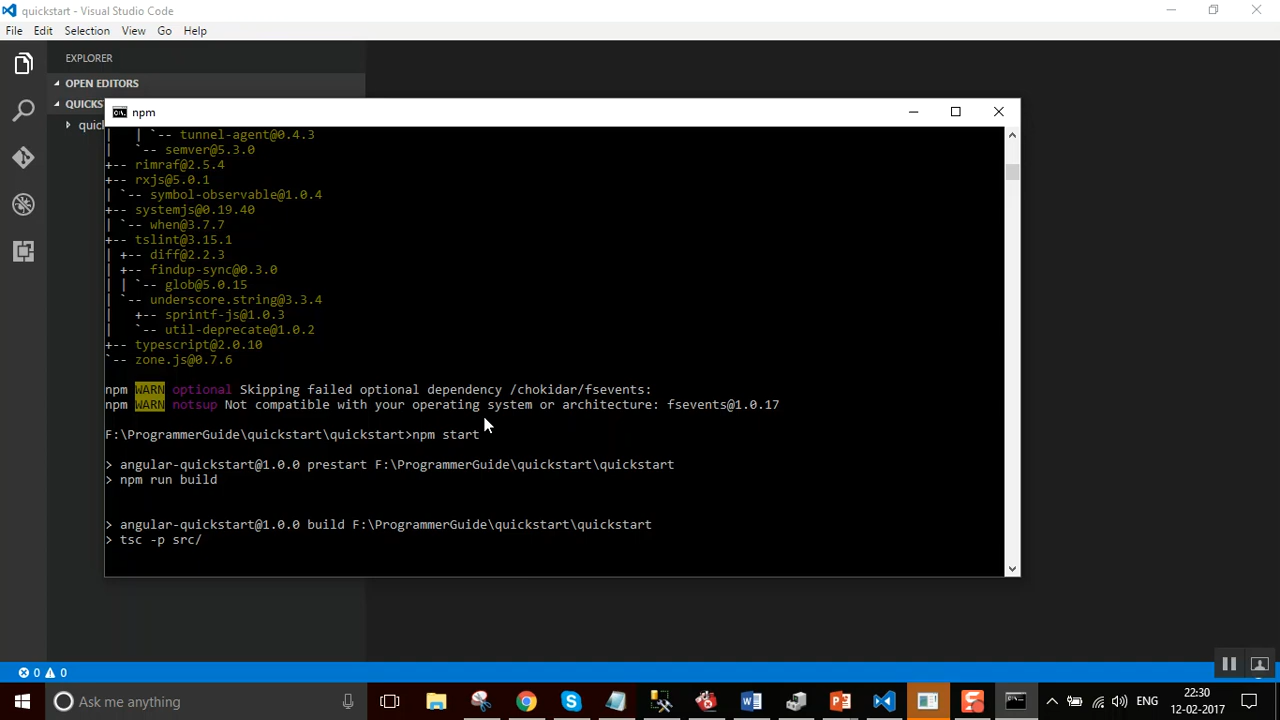 quickstart - Visual Studio Code
File Edit Selection View Go Help
EXPLORER
OPEN EDITORS
QUICKS
quic
npm
| | `-- tunnel-agent@0.4.3
| `-- semver@5.3.0
+-- rimraf@2.5.4
+-- rxjs@5.0.1
| `-- symbol-observable@1.0.4
+-- systemjs@0.19.40
| `-- when@3.7.7
+-- tslint@3.15.1
| +-- diff@2.2.3
| +-- findup-sync@0.3.0
| | `-- glob@5.0.15
| `-- underscore.string@3.3.4
|   +-- sprintf-js@1.0.3
|   `-- util-deprecate@1.0.2
+-- typescript@2.0.10
`-- zone.js@0.7.6
npm WARN optional Skipping failed optional dependency /chokidar/fsevents:
npm WARN notsup Not compatible with your operating system or architecture: fsevents@1.0.17
F:\ProgrammerGuide\quickstart\quickstart>npm start
> angular-quickstart@1.0.0 prestart F:\ProgrammerGuide\quickstart\quickstart
> npm run build
> angular-quickstart@1.0.0 build F:\ProgrammerGuide\quickstart\quickstart
> tsc -p src/
0 0
Ask me anything
ENG
22:30
12-02-2017